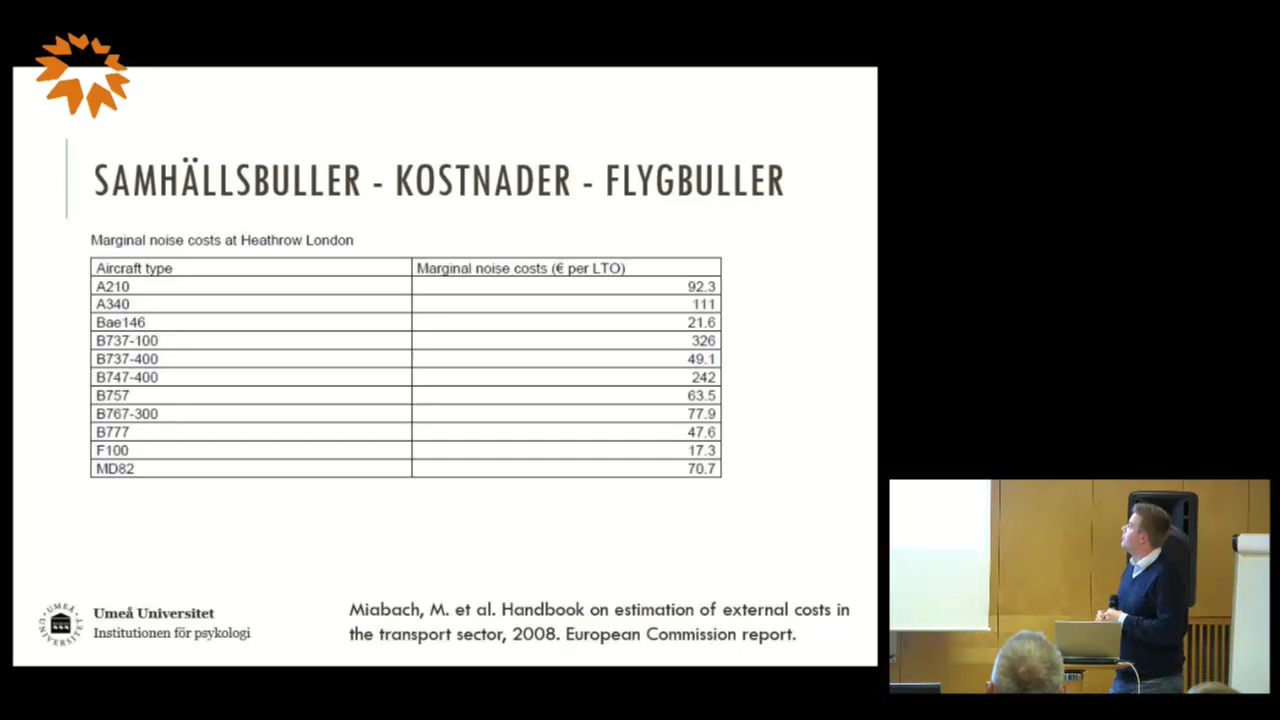 SAMHÄLLSBULLER - KOSTNADER - FLYGBULLER
Marginal noise costs at Heathrow London
Aircraft type Marginal noise costs (€ per LTO)
A210 92.3
A340 111
Bae146 21.6
B737-100 326
B737-400 49.1
B747-400 242
B757 63.5
B767-300 77.9
B777 47.6
F100 17.3
MD82 70.7
UMEÅ UNIVERSITET
Umeå Universitet
Institutionen för psykologi
Miabach, M. et al. Handbook on estimation of external costs in
the transport sector, 2008. European Commission report.